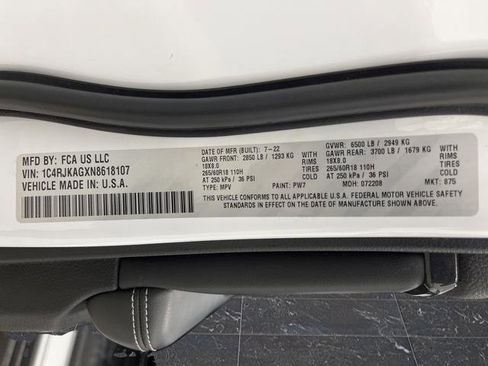 MFD BY: FCA US LLC
VIN: 1C4RJKAGXN8618107
VEHICLE MADE IN: U.S.A.
DATE OF MFR (BUILT): 7-22
GAWR FRONT: 2850 LB / 1293 KG WITH
18X8.0 RIMS
265/60R18 110H TIRES
AT 250 kPa / 36 PSI COLD
TYPE: MPV PAINT: PW7
GVWR: 6500 LB / 2949 KG
GAWR REAR: 3700 LB / 1679 KG WITH
18X8.0 RIMS
265/60R18 110H TIRES
AT 250 kPa / 36 PSI COLD
MDH: 072208 MKT: 875
THIS VEHICLE CONFORMS TO ALL APPLICABLE U.S.A. FEDERAL MOTOR VEHICLE SAFETY
STANDARDS IN EFFECT ON THE DATE OF MANUFACTURE SHOWN ABOVE